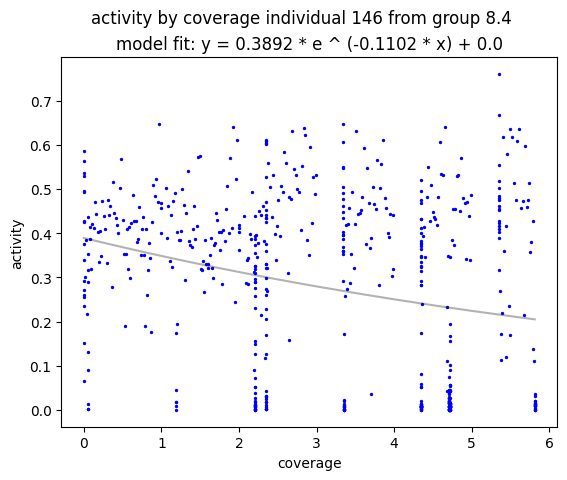 activity by coverage individual 146 from group 8.4
model fit: y = 0.3892 * e ^ (-0.1102 * x) + 0.0
0.7
0.6
0.5
0.4
0.3
0.2
0.1
0.0
activity
0 1 2 3 4 5 6
coverage